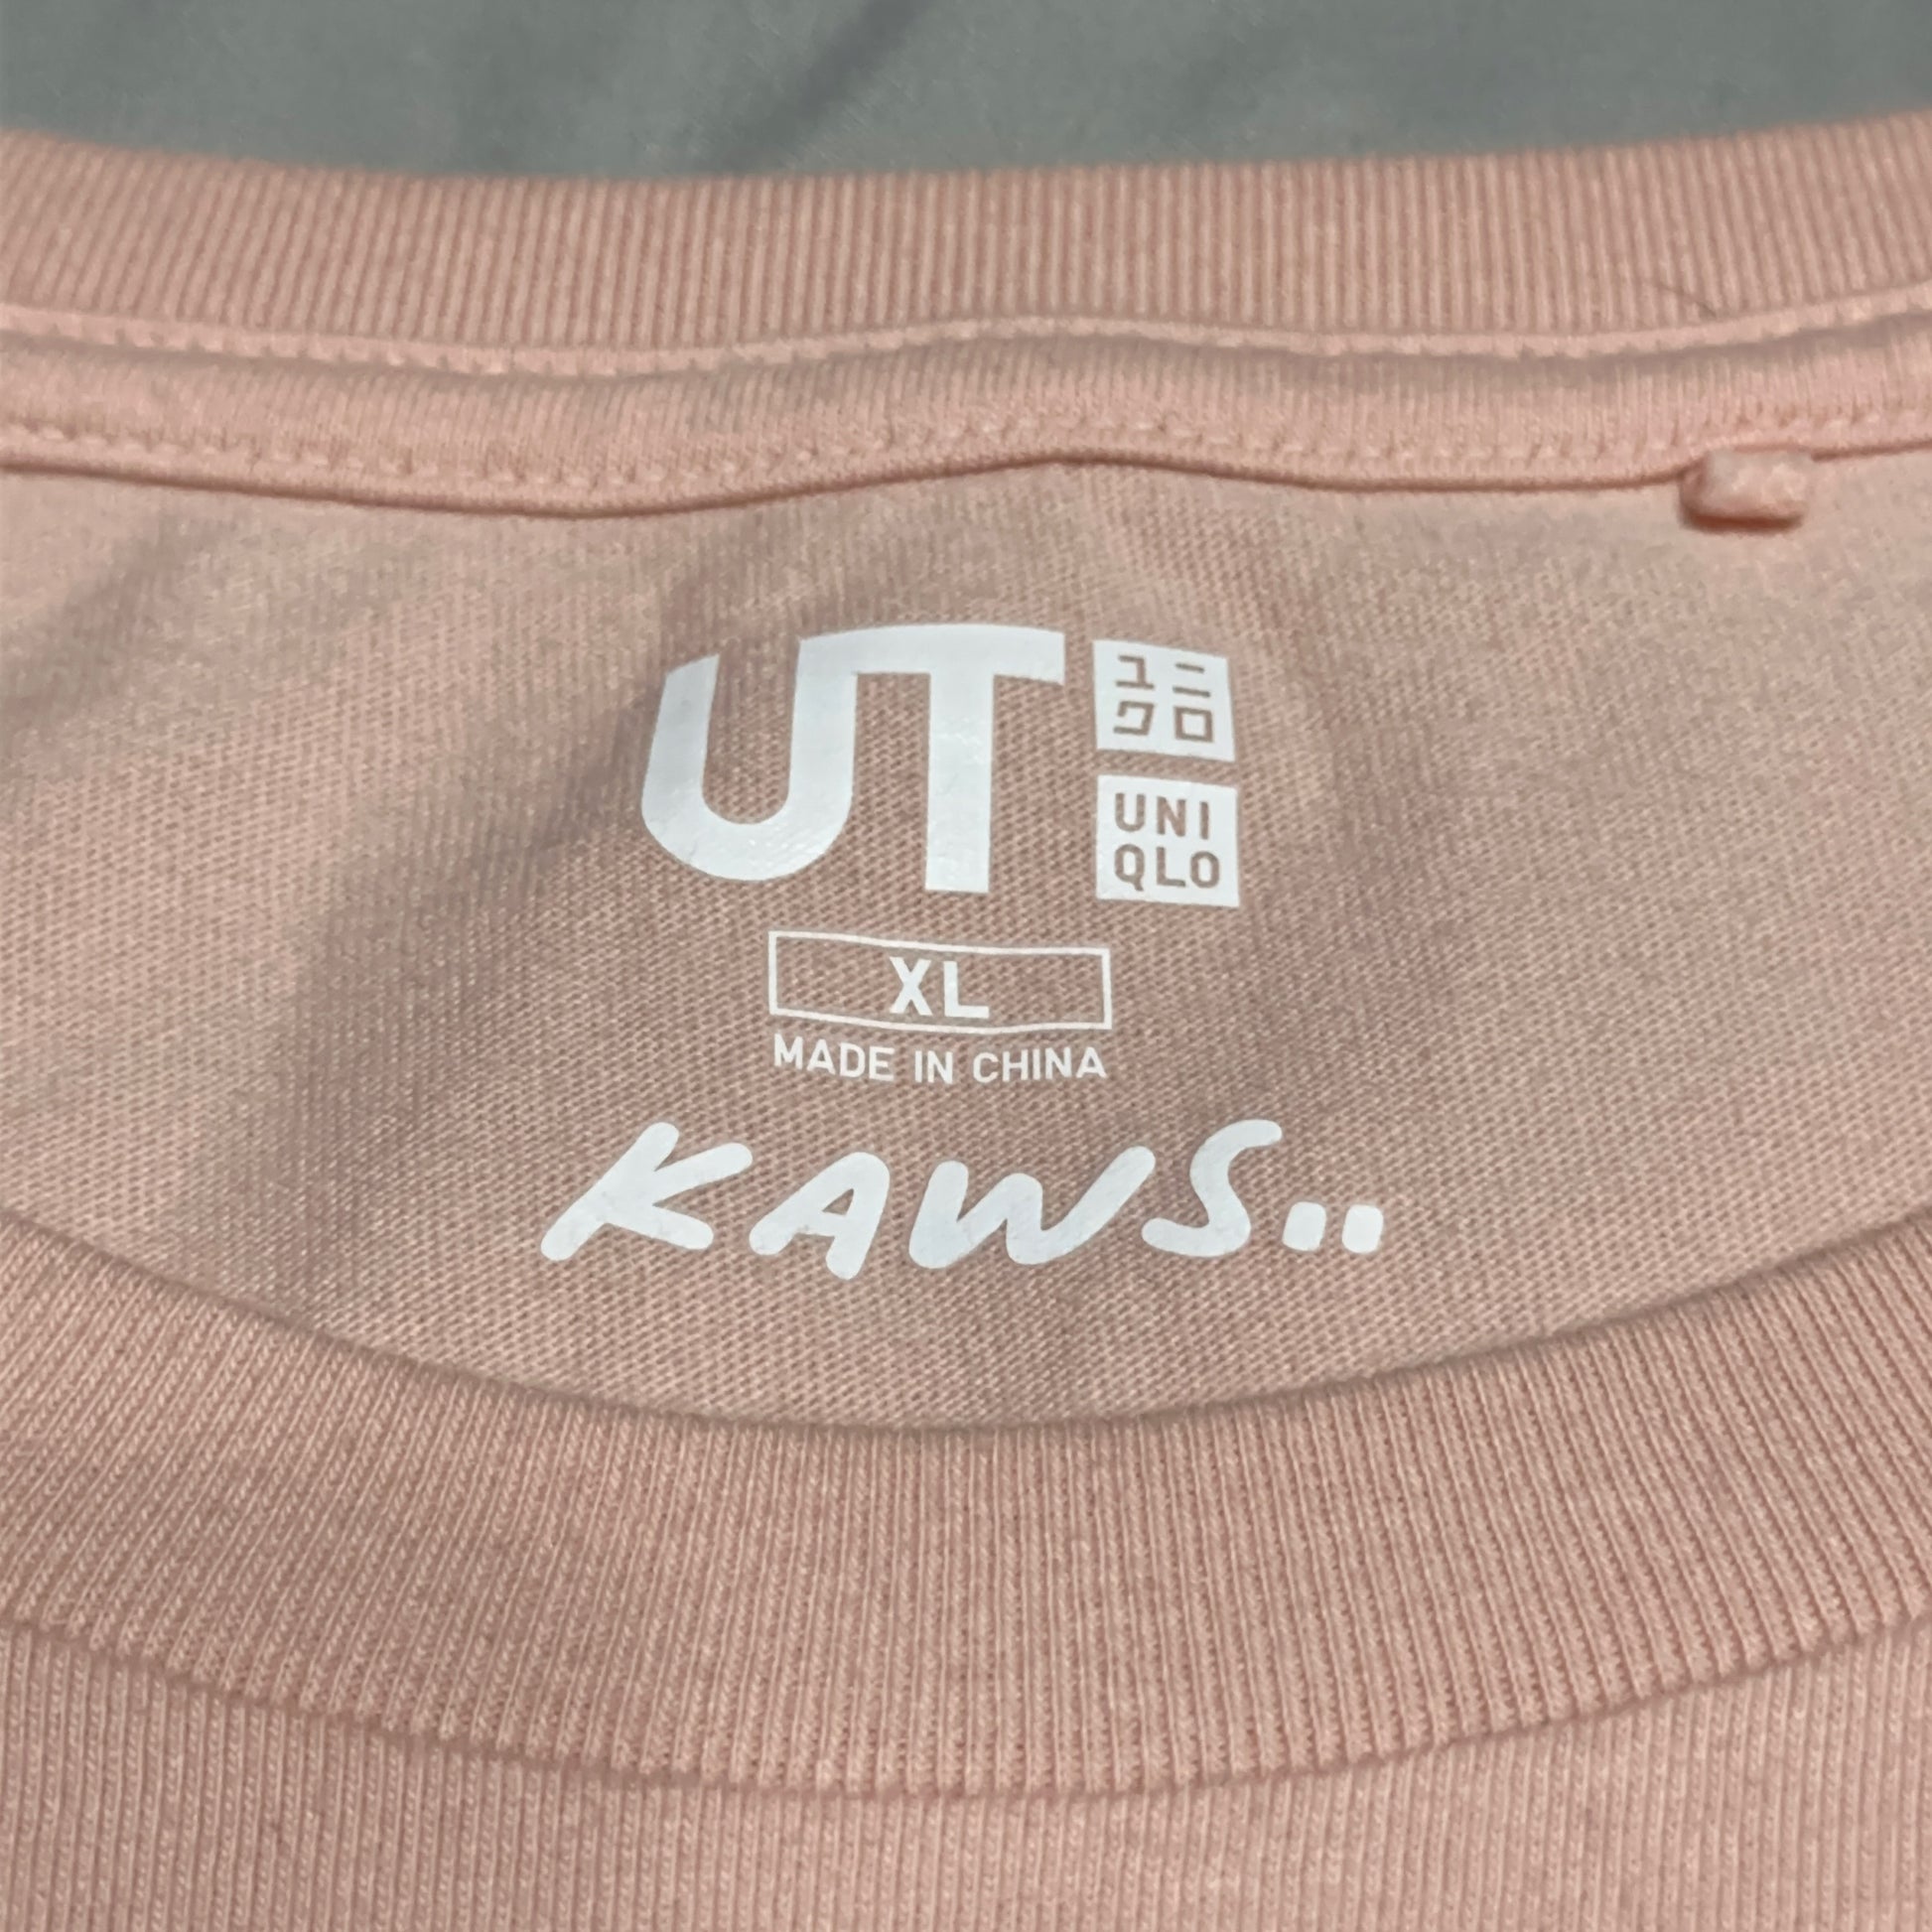 UT
ユニ
クロ
UNI
QLO
XL
MADE IN CHINA
KAWS..